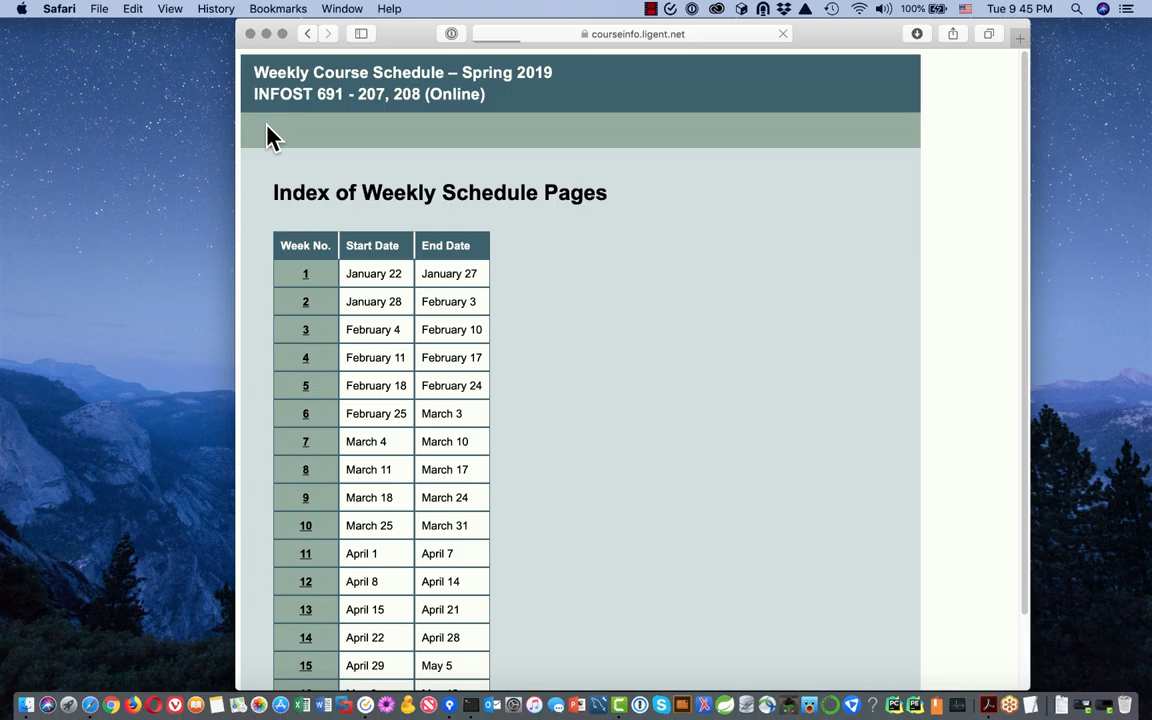 Safari File Edit View History Bookmarks Window Help 100% Tue 9:45 PM
courseinfo.ligent.net
Weekly Course Schedule – Spring 2019
INFOST 691 - 207, 208 (Online)
Index of Weekly Schedule Pages
Week No. Start Date End Date
1 January 22 January 27
2 January 28 February 3
3 February 4 February 10
4 February 11 February 17
5 February 18 February 24
6 February 25 March 3
7 March 4 March 10
8 March 11 March 17
9 March 18 March 24
10 March 25 March 31
11 April 1 April 7
12 April 8 April 14
13 April 15 April 21
14 April 22 April 28
15 April 29 May 5